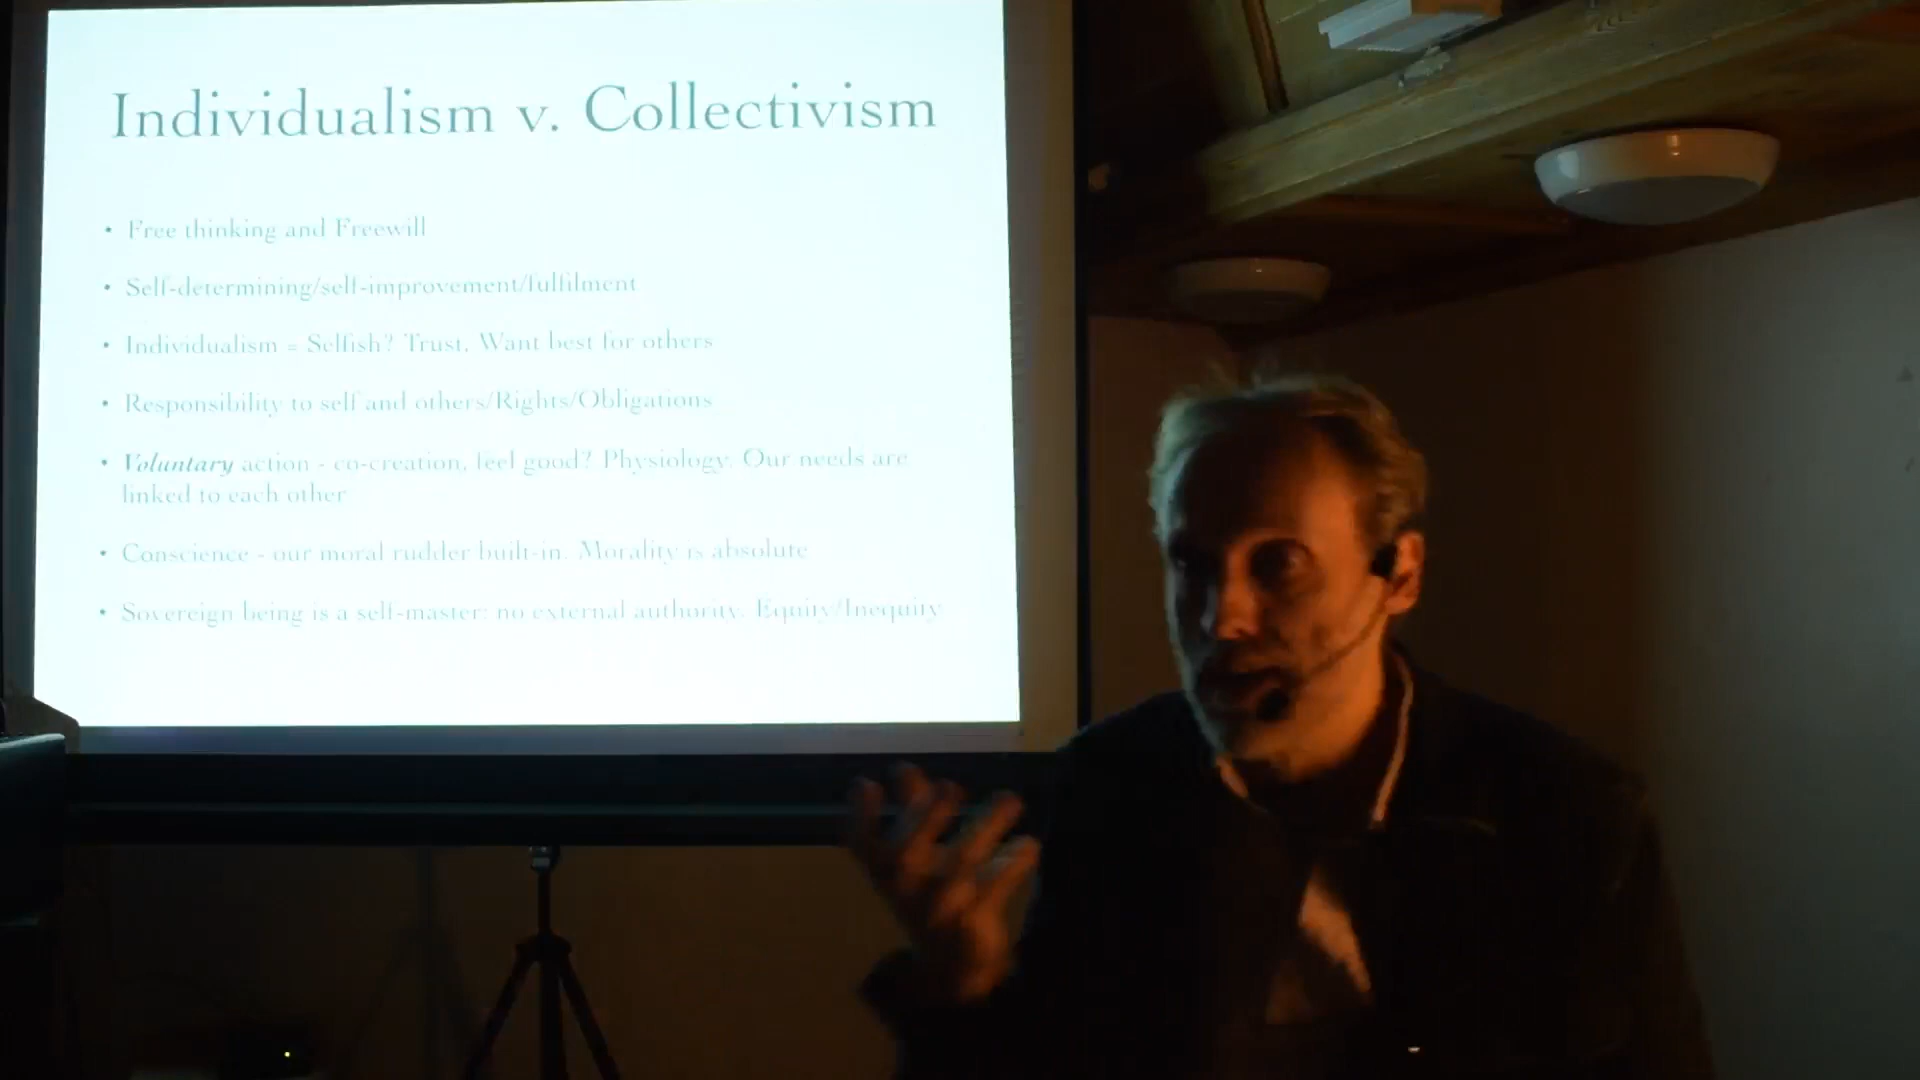 Individualism v. Collectivism
• Free thinking and Freewill
• Self-determining/self-improvement/fulfilment
• Individualism = Selfish? Trust. Want best for others
• Responsibility to self and others/Rights/Obligations
• Voluntary action - co-creation, feel good? Physiology. Our needs are
linked to each other
• Conscience - our moral rudder built-in. Morality is absolute
• Sovereign being is a self-master: no external authority. Equity/Inequity